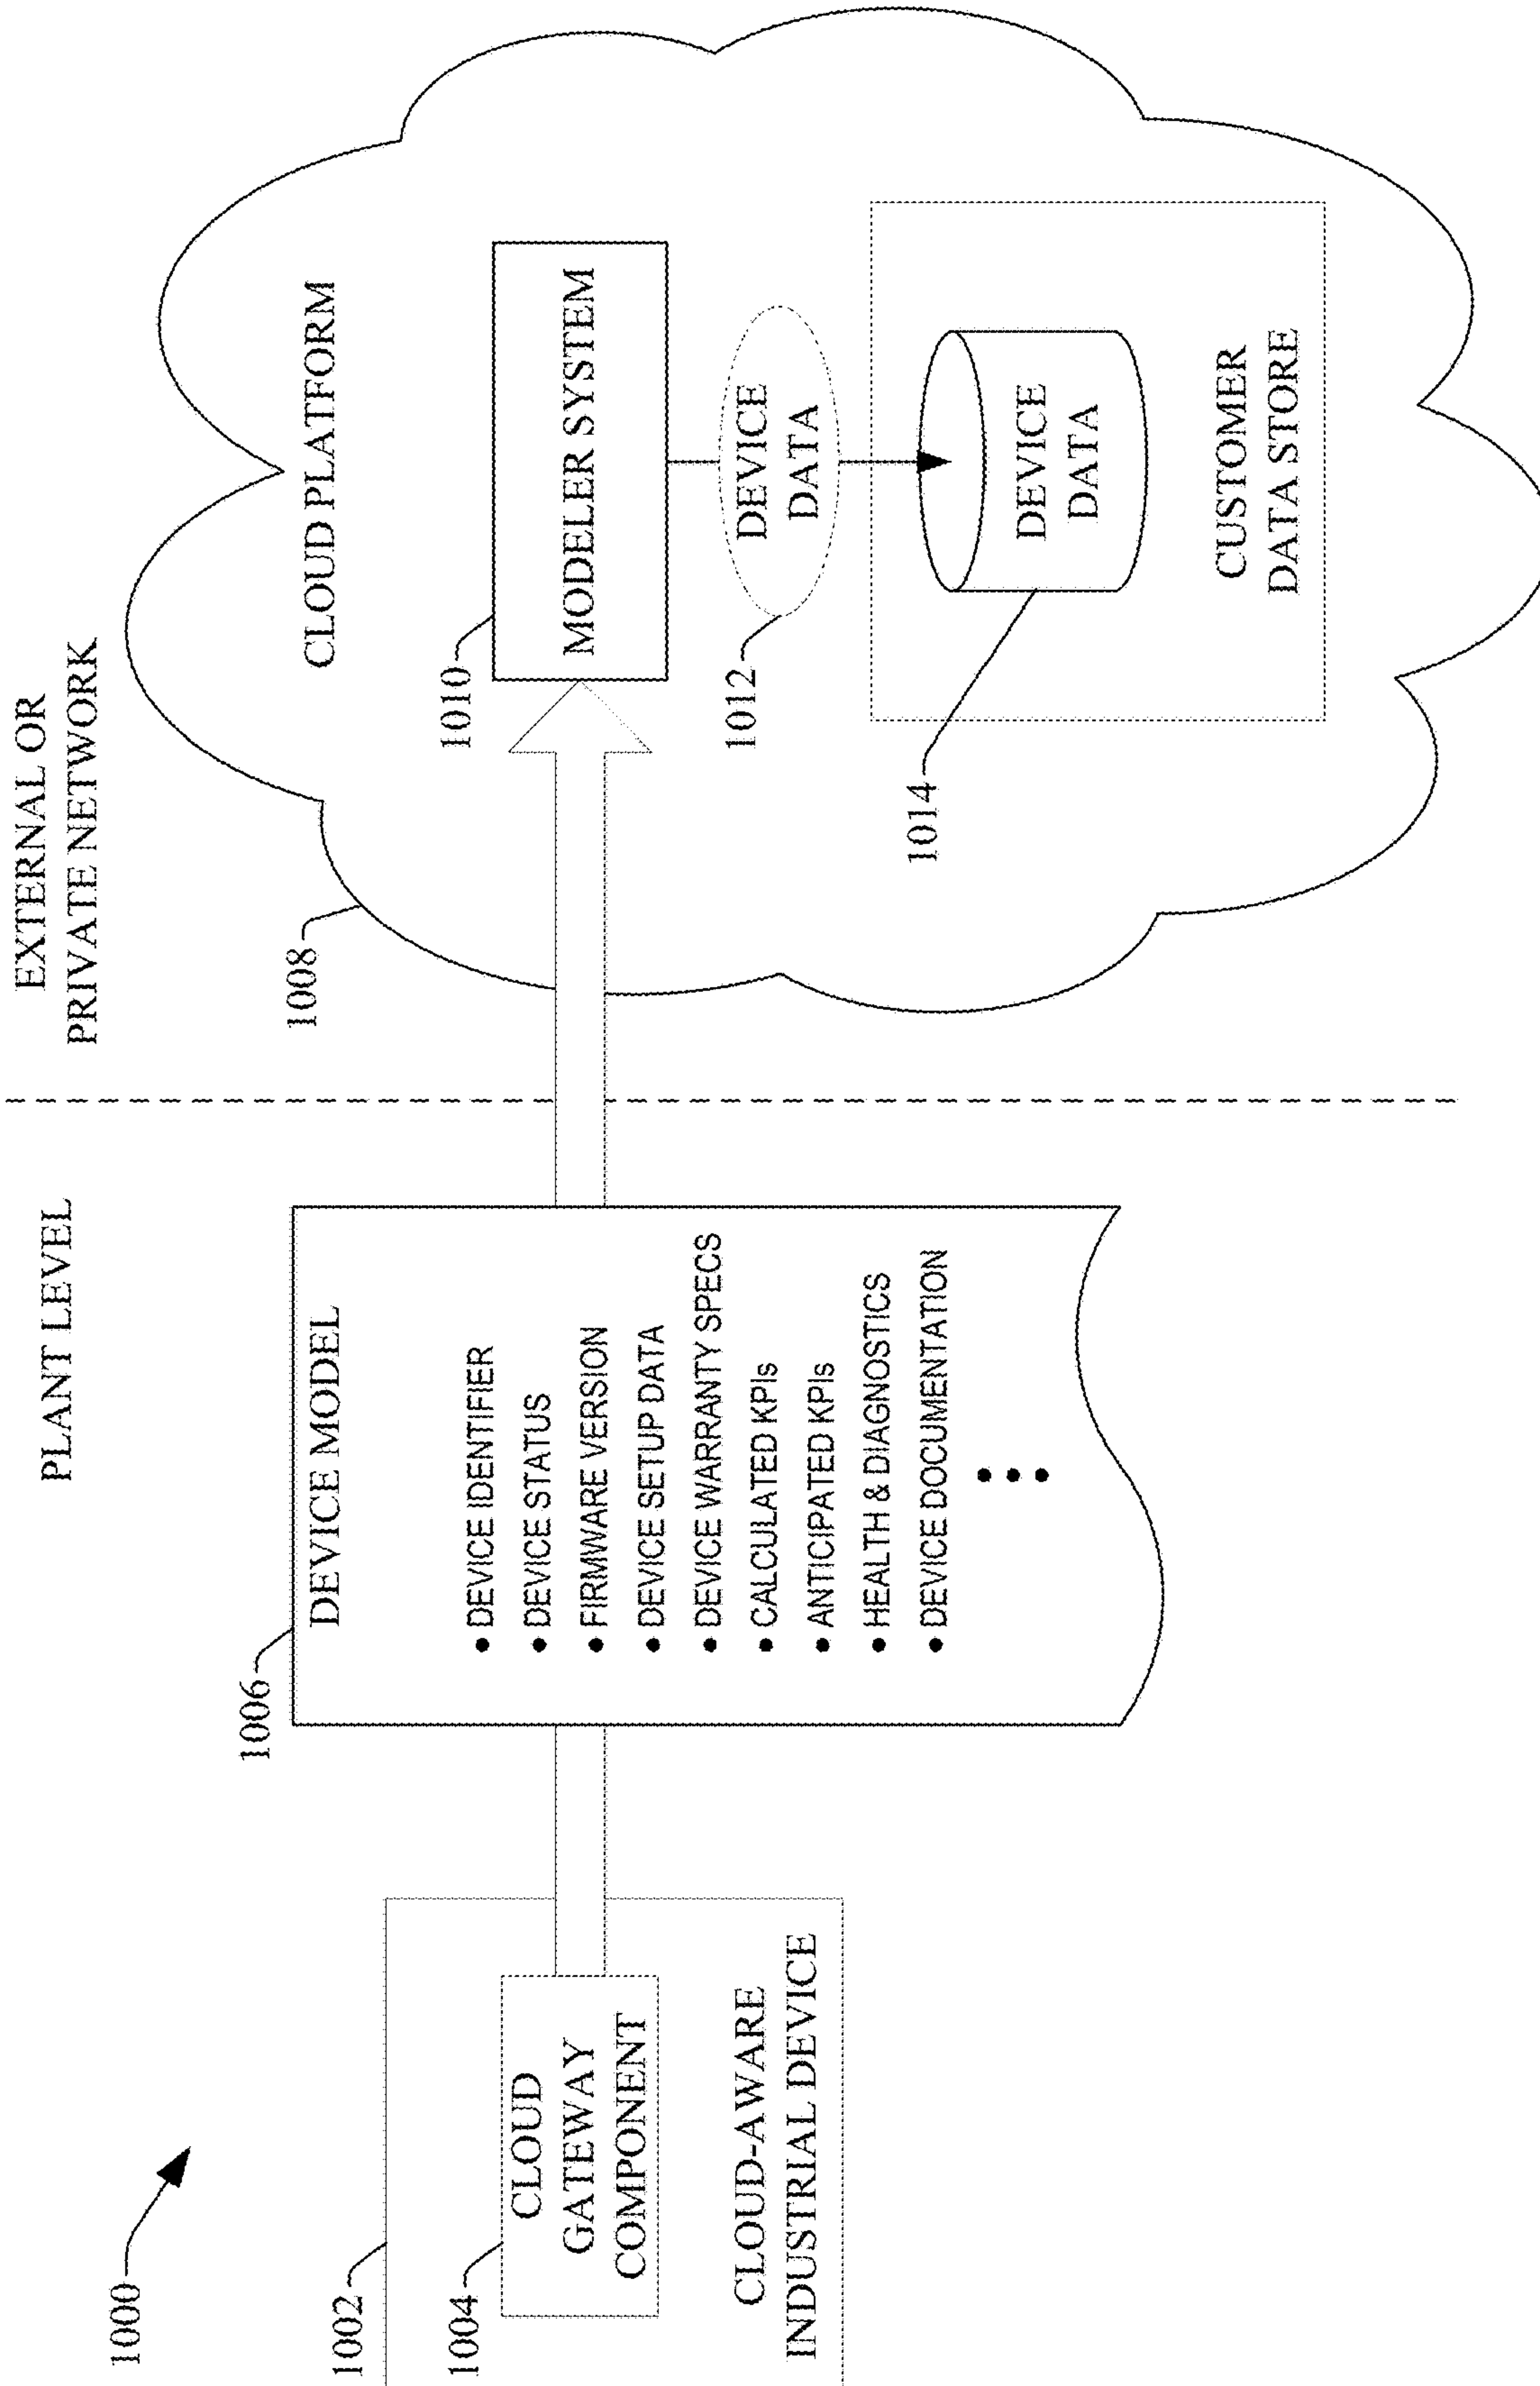 1000
PLANT LEVEL
EXTERNAL OR
PRIVATE NETWORK
1002
1004
CLOUD
GATEWAY
COMPONENT
CLOUD-AWARE
INDUSTRIAL DEVICE
1006
DEVICE MODEL
• DEVICE IDENTIFIER
• DEVICE STATUS
• FIRMWARE VERSION
• DEVICE SETUP DATA
• DEVICE WARRANTY SPECS
• CALCULATED KPIs
• ANTICIPATED KPIs
• HEALTH & DIAGNOSTICS
• DEVICE DOCUMENTATION
1008
CLOUD PLATFORM
1010
MODELER SYSTEM
1012
DEVICE
DATA
1014
DEVICE
DATA
CUSTOMER
DATA STORE